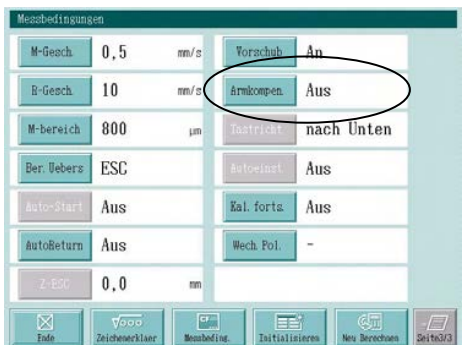 Messbedingungen
M-Gesch. 0,5 mm/s Vorschub An
R-Gesch. 10 mm/s Armkompen. Aus
M-bereich 800 µm Tastricht. nach Unten
Ber. Uebers ESC Autoeinst. Aus
Auto-Start Aus Kal. forts. Aus
AutoReturn Aus Wech. Pol. -
Z-ESC 0,0 mm
Ende Zeichenerklaer Messbeding. Initialisieren Neu Berechnen Seite3/3